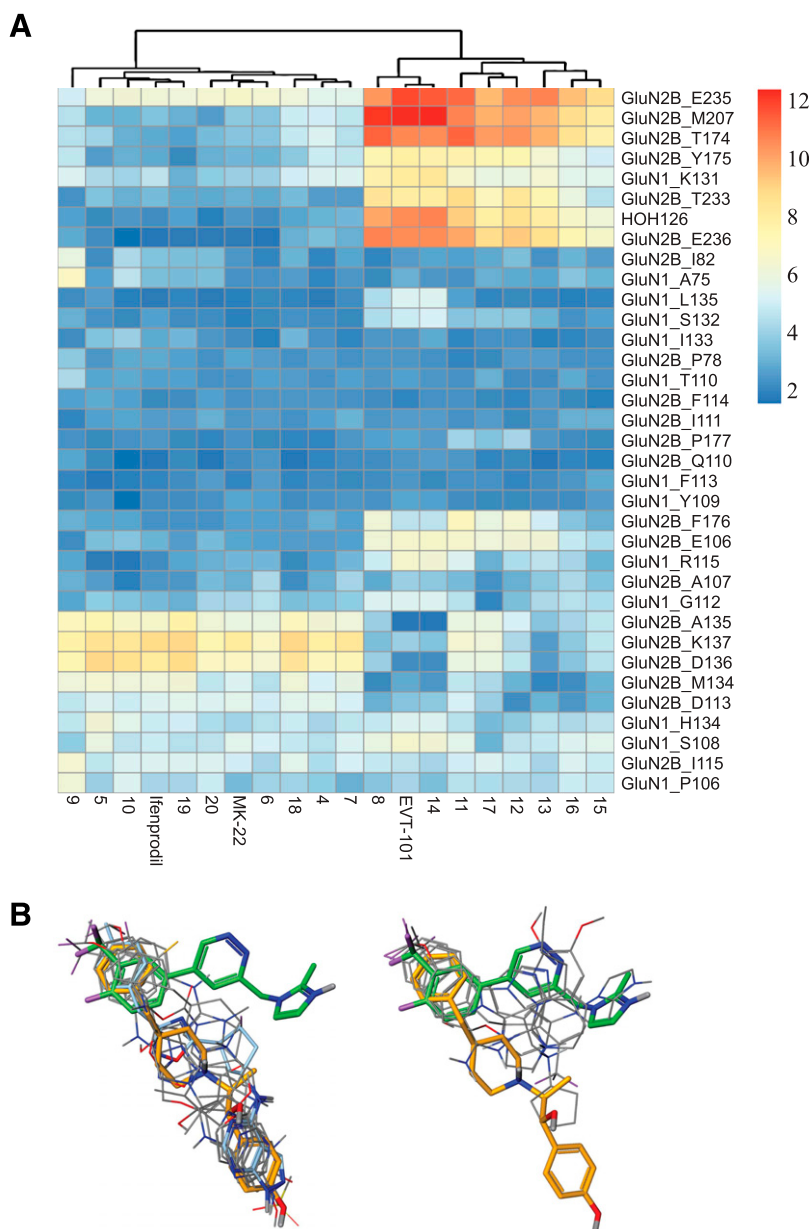 A
GluN2B_E235
GluN2B_M207
GluN2B_T174
GluN2B_Y175
GluN1_K131
GluN2B_T233
HOH126
GluN2B_E236
GluN2B_I82
GluN1_A75
GluN1_L135
GluN1_S132
GluN1_I133
GluN2B_P78
GluN1_T110
GluN2B_F114
GluN2B_I111
GluN2B_P177
GluN2B_Q110
GluN1_F113
GluN1_Y109
GluN2B_F176
GluN2B_E106
GluN1_R115
GluN2B_A107
GluN1_G112
GluN2B_A135
GluN2B_K137
GluN2B_D136
GluN2B_M134
GluN2B_D113
GluN1_H134
GluN1_S108
GluN2B_I115
GluN1_P106
12
10
8
6
4
2
9 5 10 Ifenprodil 19 20 MK-22 6 18 4 7 8 EVT-101 14 11 17 12 13 16 15
B